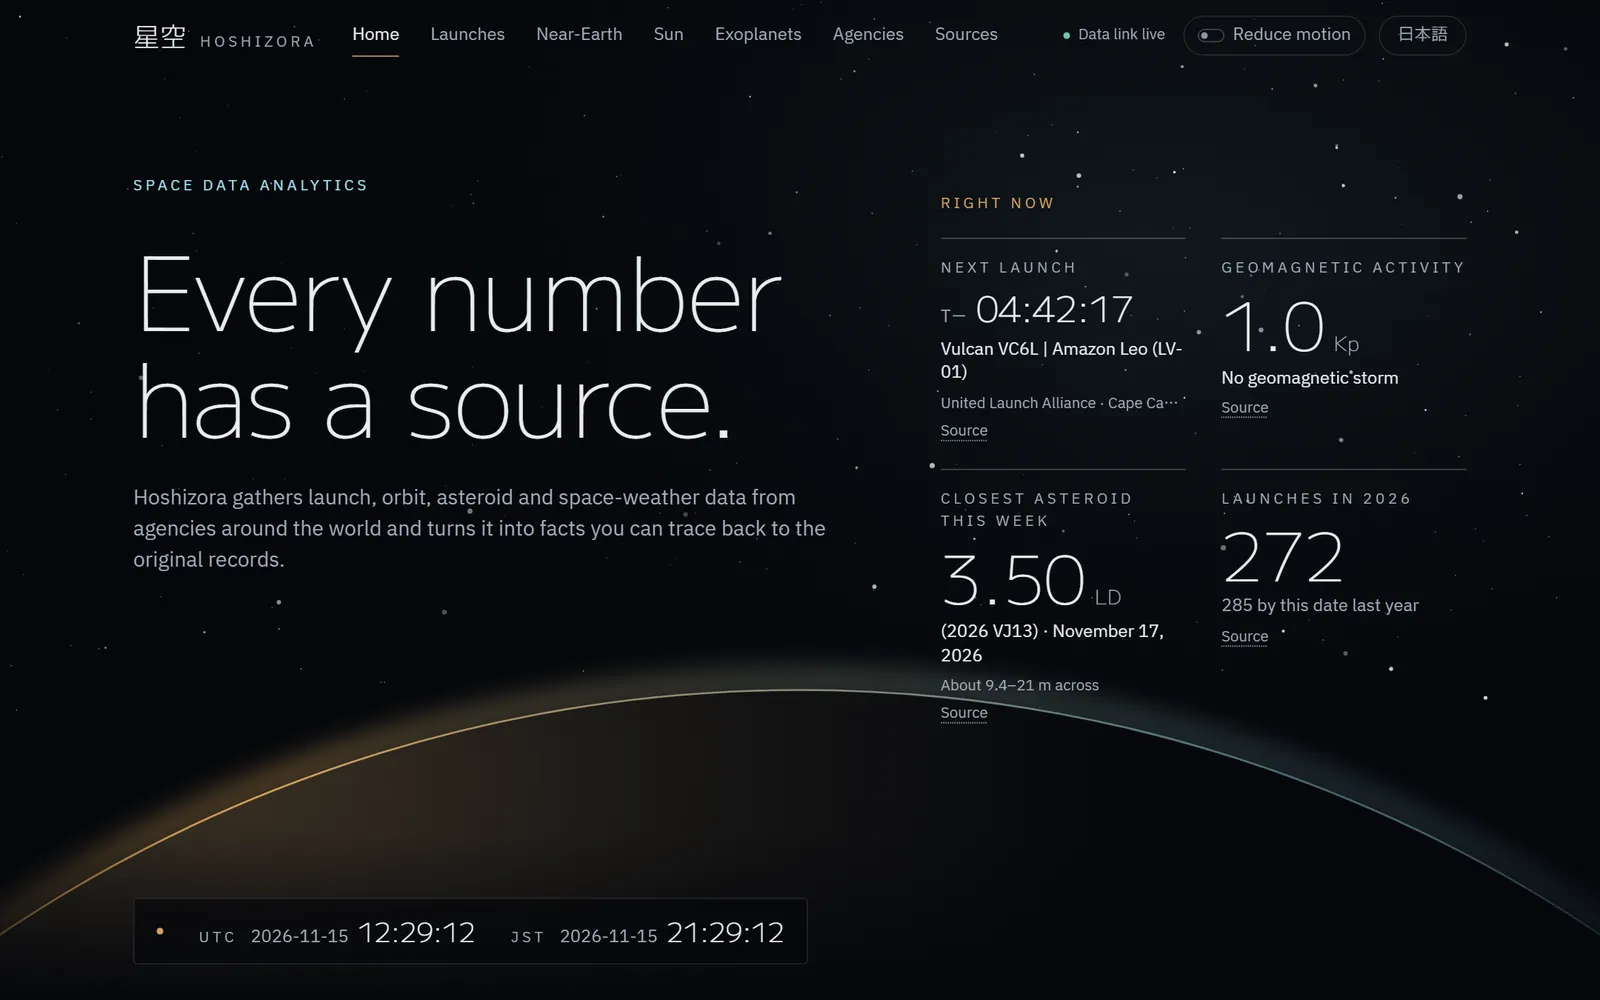 星空 HOSHIZORA
Home
Launches
Near-Earth
Sun
Exoplanets
Agencies
Sources
Data link live
Reduce motion
日本語
SPACE DATA ANALYTICS
Every number
has a source.
Hoshizora gathers launch, orbit, asteroid and space-weather data from
agencies around the world and turns it into facts you can trace back to the
original records.
RIGHT NOW
NEXT LAUNCH
T− 04:42:17
Vulcan VC6L | Amazon Leo (LV-
01)
United Launch Alliance · Cape Ca…
Source
GEOMAGNETIC ACTIVITY
1.0 Kp
No geomagnetic storm
Source
CLOSEST ASTEROID
THIS WEEK
3.50 LD
(2026 VJ13) · November 17,
2026
About 9.4–21 m across
Source
LAUNCHES IN 2026
272
285 by this date last year
Source
UTC 2026-11-15 12:29:12 JST 2026-11-15 21:29:12